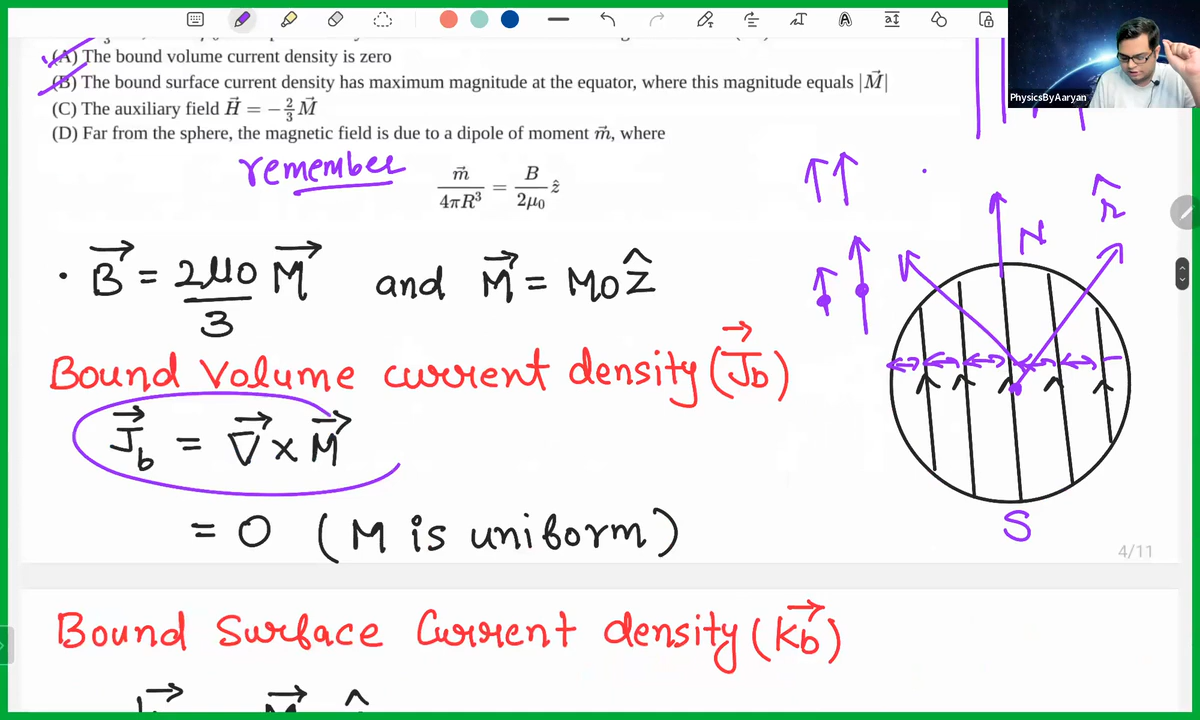 (A) The bound volume current density is zero
(B) The bound surface current density has maximum magnitude at the equator, where this magnitude equals |M⃗|
(C) The auxiliary field H⃗ = −⅔ M⃗
(D) Far from the sphere, the magnetic field is due to a dipole of moment m⃗, where
remember
m⃗ / 4πR³ = B / 2μ₀ ẑ
PhysicsByAaryan
r̂
N
S
· B⃗ = 2μ₀/3 M⃗ and M⃗ = M₀ẑ
Bound Volume current density (J⃗b)
J⃗b = ∇⃗ × M⃗
= 0 (M is uniform)
4/11
Bound Surface Current density (K⃗b)